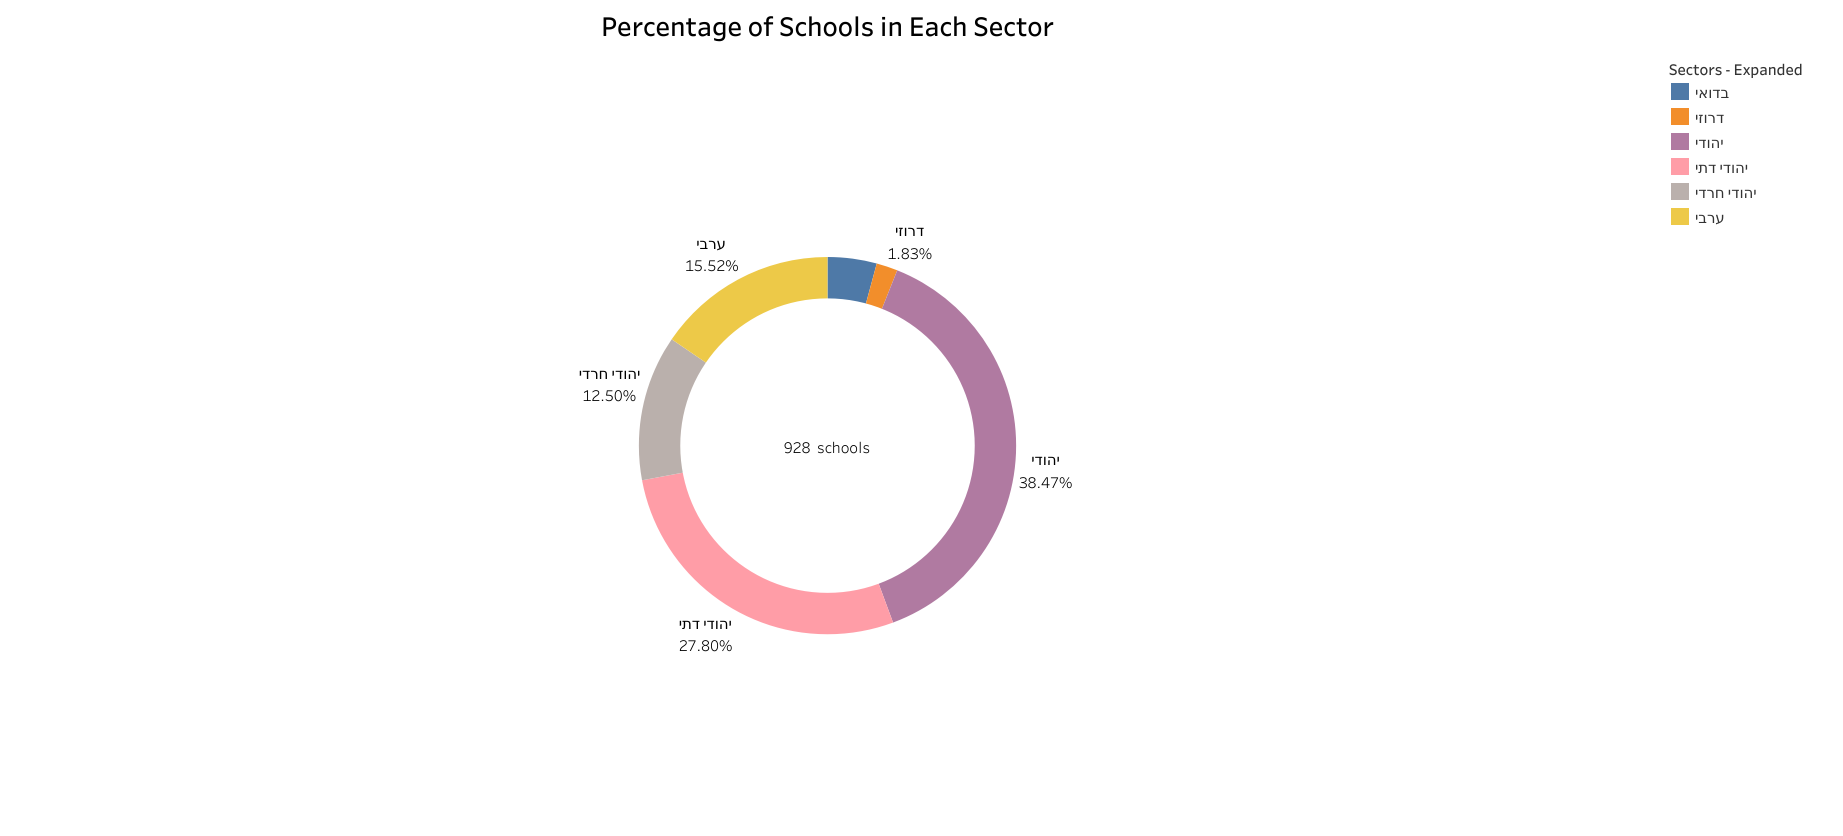 Percentage of Schools in Each Sector
Sectors - Expanded
בדואי
דרוזי
יהודי
יהודי דתי
יהודי חרדי
ערבי
דרוזי
1.83%
ערבי
15.52%
יהודי חרדי
12.50%
928 schools
יהודי
38.47%
יהודי דתי
27.80%